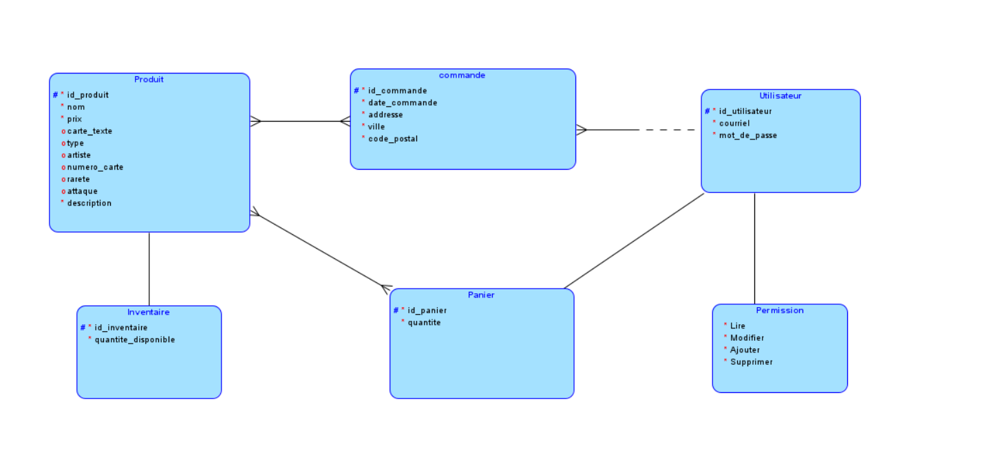 Produit
# * id_produit
* nom
* prix
o carte_texte
o type
o artiste
o numero_carte
o rarete
o attaque
* description
commande
# * id_commande
* date_commande
* addresse
* ville
* code_postal
Utilisateur
# * id_utilisateur
* courriel
* mot_de_passe
Inventaire
# * id_inventaire
* quantite_disponible
Panier
# * id_panier
* quantite
Permission
* Lire
* Modifier
* Ajouter
* Supprimer